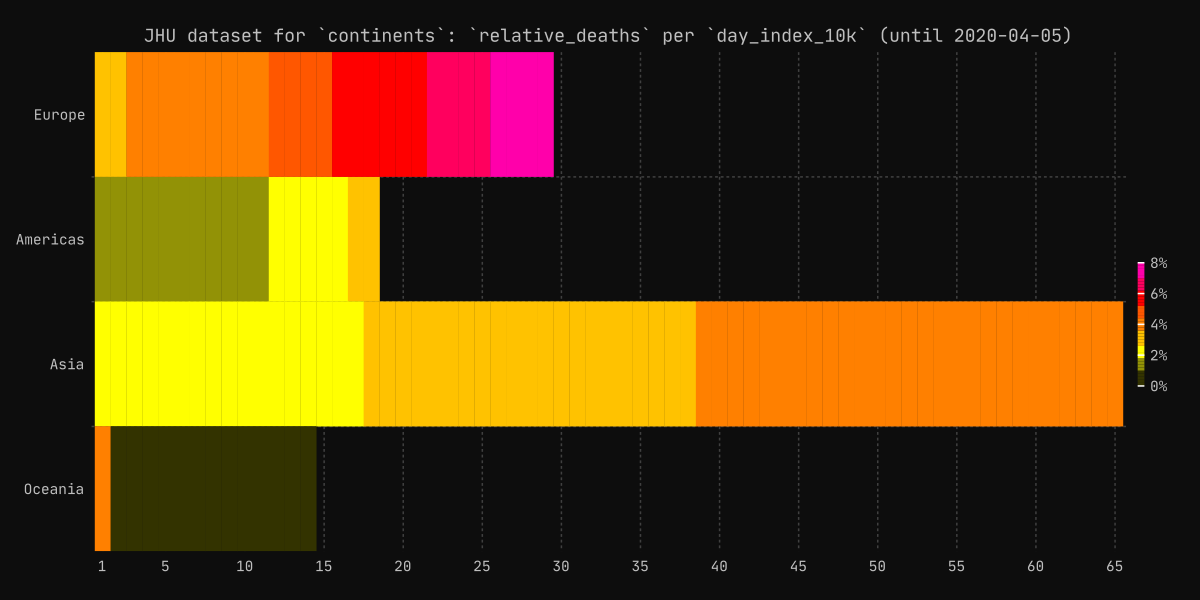 JHU dataset for `continents`: `relative_deaths` per `day_index_10k` (until 2020-04-05)
Europe
Americas
Asia
Oceania
8%
6%
4%
2%
0%
1 5 10 15 20 25 30 35 40 45 50 55 60 65